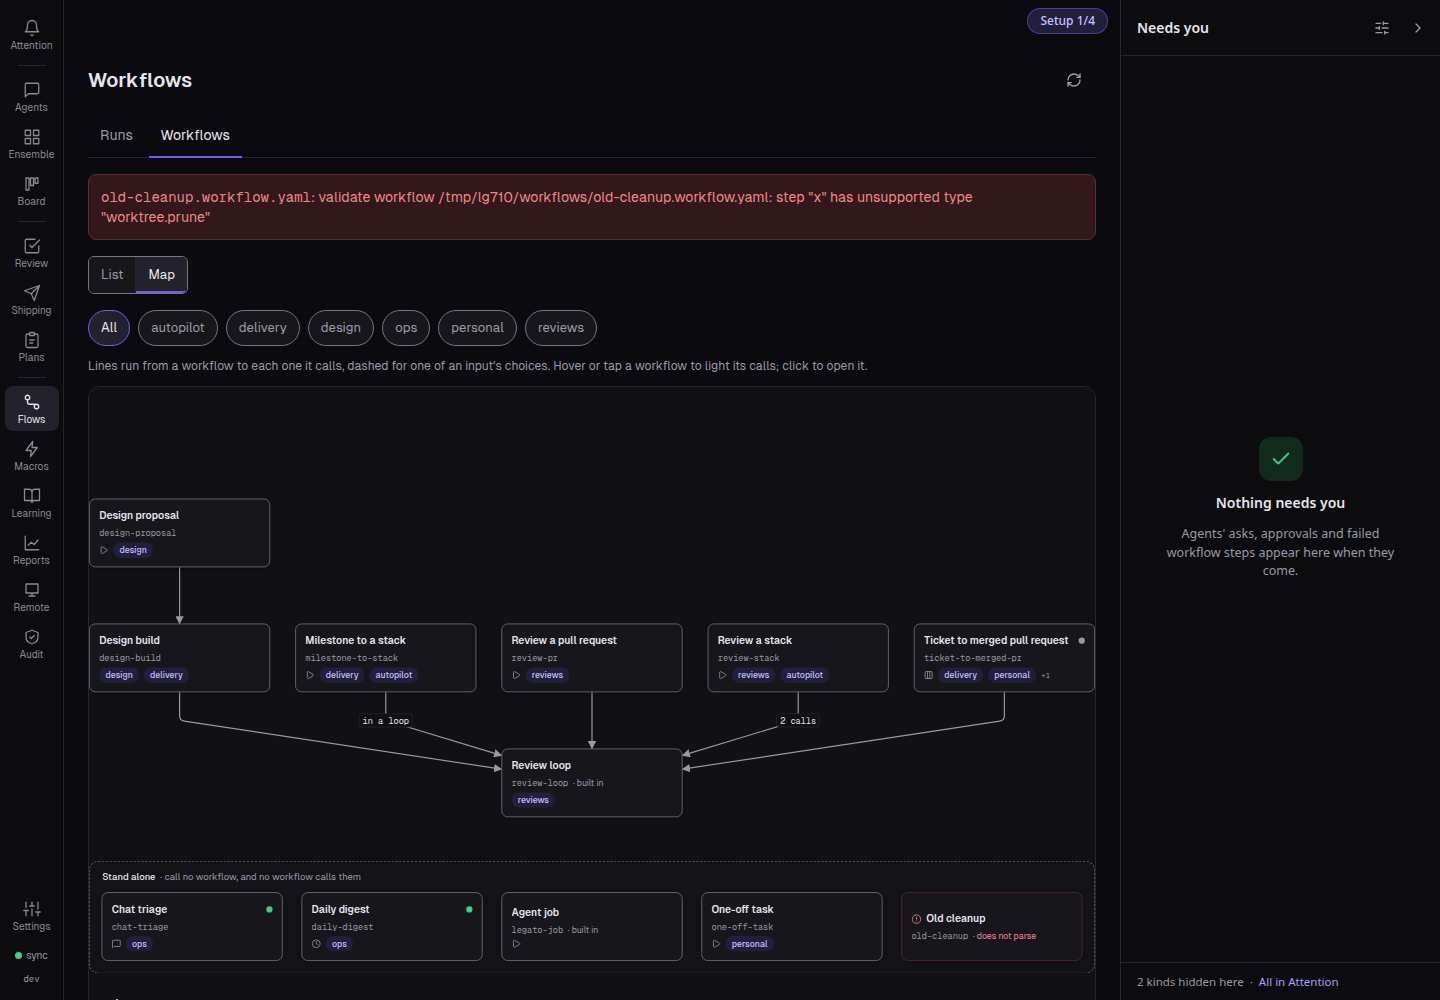 Setup 1/4
Needs you
Attention
Agents
Ensemble
Board
Review
Shipping
Plans
Flows
Macros
Learning
Reports
Remote
Audit
Settings
sync
dev
Workflows
Runs
Workflows
old-cleanup.workflow.yaml: validate workflow /tmp/lg710/workflows/old-cleanup.workflow.yaml: step "x" has unsupported type
"worktree.prune"
List
Map
All
autopilot
delivery
design
ops
personal
reviews
Lines run from a workflow to each one it calls, dashed for one of an input's choices. Hover or tap a workflow to light its calls; click to open it.
Design proposal
design-proposal
design
Design build
design-build
design delivery
Milestone to a stack
milestone-to-stack
delivery autopilot
Review a pull request
review-pr
reviews
Review a stack
review-stack
reviews autopilot
Ticket to merged pull request
ticket-to-merged-pr
delivery personal +1
in a loop
2 calls
Review loop
review-loop · built in
reviews
Stand alone · call no workflow, and no workflow calls them
Chat triage
chat-triage
ops
Daily digest
daily-digest
ops
Agent job
legato-job · built in
One-off task
one-off-task
personal
Old cleanup
old-cleanup · does not parse
Nothing needs you
Agents' asks, approvals and failed
workflow steps appear here when they
come.
2 kinds hidden here · All in Attention